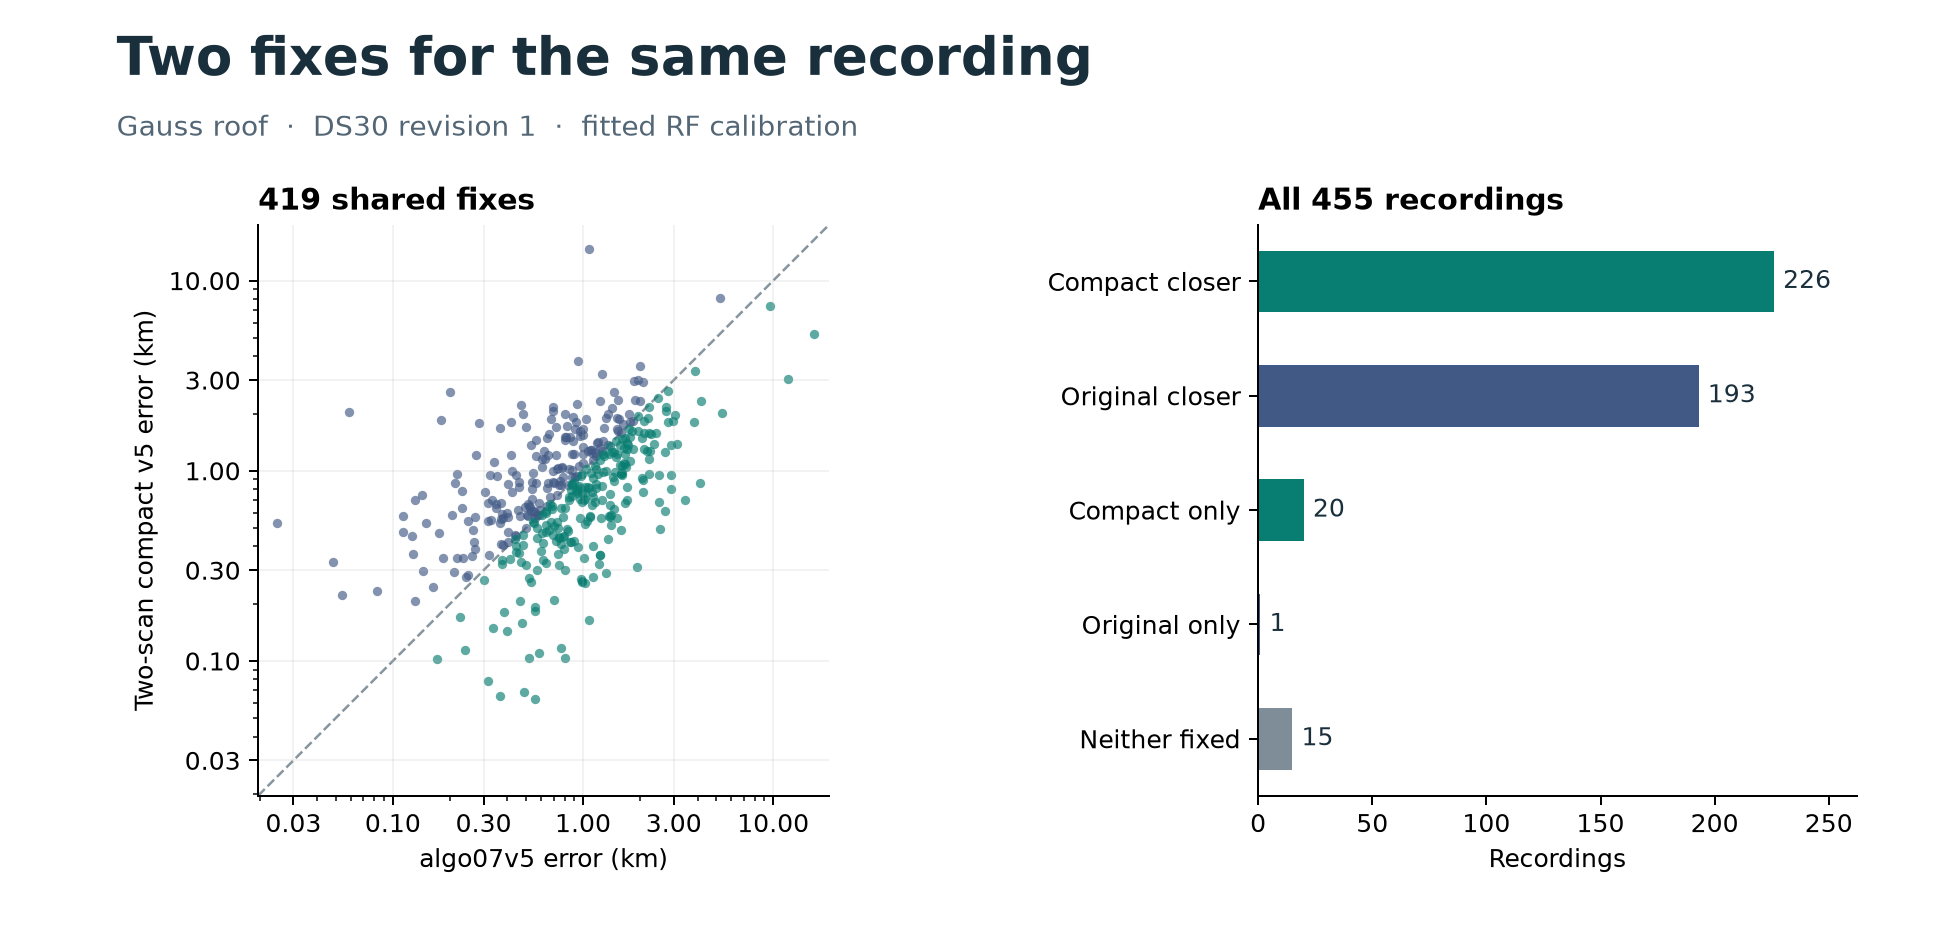 Two fixes for the same recording
Gauss roof · DS30 revision 1 · fitted RF calibration
419 shared fixes
Two-scan compact v5 error (km)
10.00
3.00
1.00
0.30
0.10
0.03
0.03 0.10 0.30 1.00 3.00 10.00
algo07v5 error (km)
All 455 recordings
Compact closer 226
Original closer 193
Compact only 20
Original only 1
Neither fixed 15
0 50 100 150 200 250
Recordings